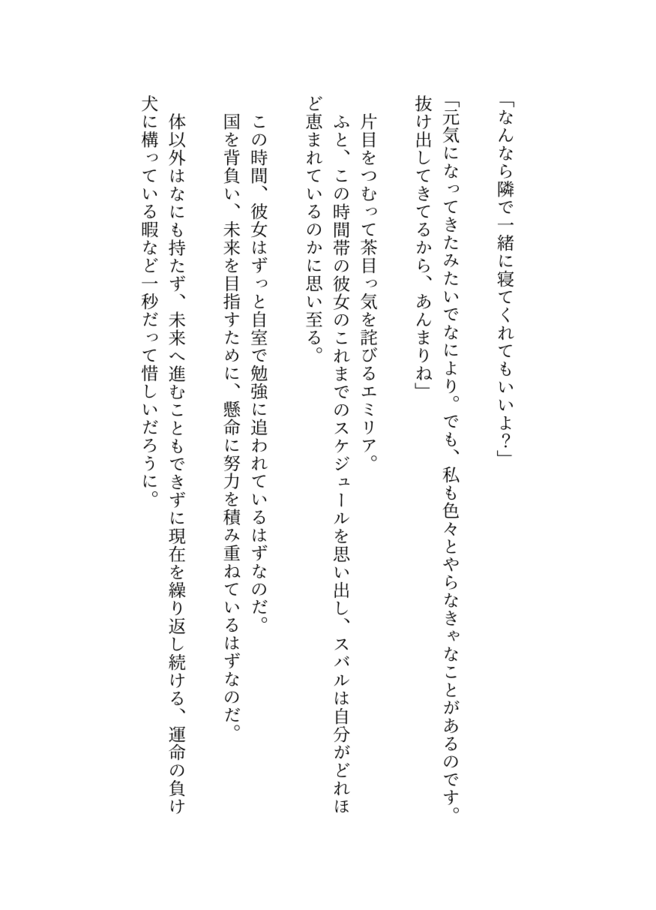 「なんなら隣で一緒に寝てくれてもいいよ？」
「元気になってきたみたいでなにより。でも、私も色々とやらなきゃなことがあるのです。
抜け出してきてるから、あんまりね」
片目をつむって茶目っ気を詫びるエミリア。
ふと、この時間帯の彼女のこれまでのスケジュールを思い出し、スバルは自分がどれほ
ど恵まれているのかに思い至る。
この時間、彼女はずっと自室で勉強に追われているはずなのだ。
国を背負い、未来を目指すために、懸命に努力を積み重ねているはずなのだ。
体以外はなにも持たず、未来へ進むこともできずに現在を繰り返し続ける、運命の負け
犬に構っている暇など一秒だって惜しいだろうに。